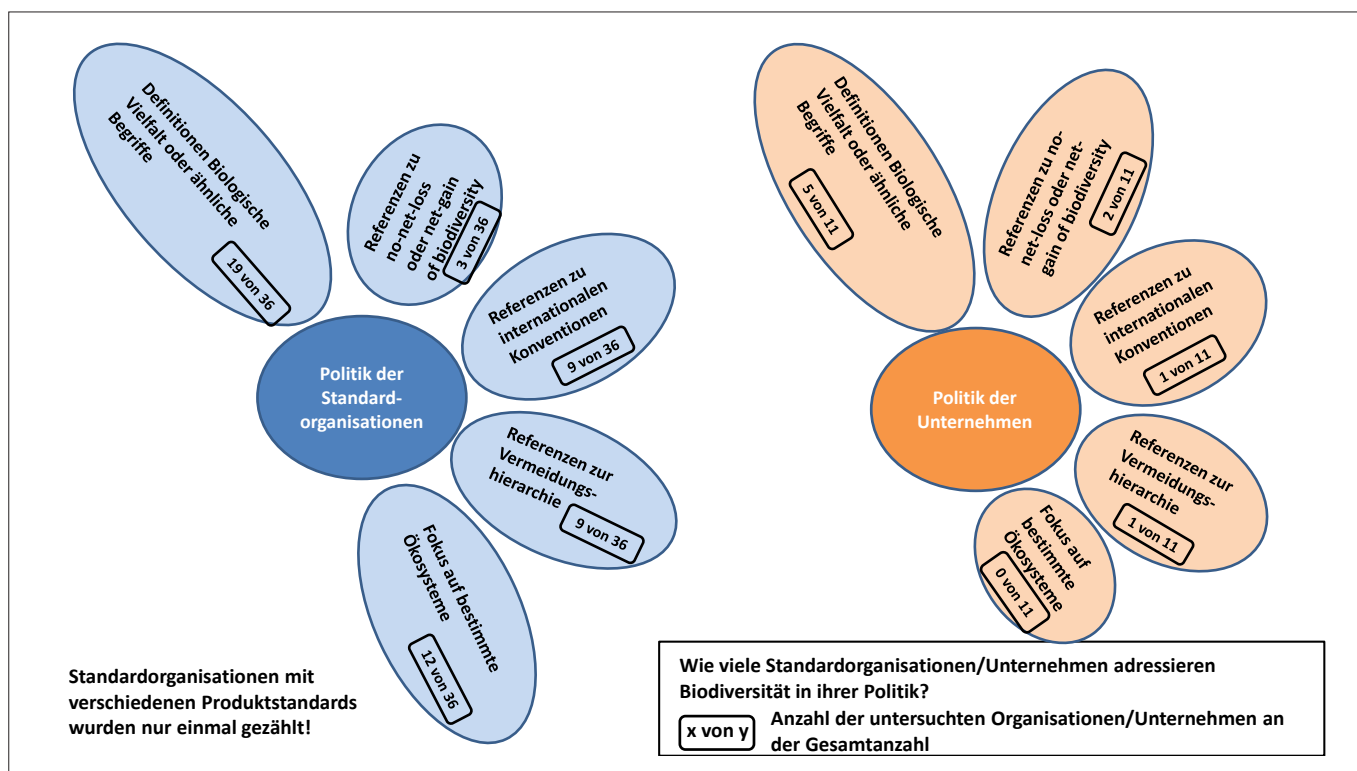 Definitionen Biologische
Vielfalt oder ähnliche
Begriffe
19 von 36
Referenzen zu
no-net-loss
oder net-gain
of biodiversity
3 von 36
Referenzen zu
internationalen
Konventionen
9 von 36
Politik der
Standard-
organisationen
Referenzen zur
Vermeidungs-
hierarchie
9 von 36
Fokus auf bestimmte
Ökosysteme
12 von 36
Standardorganisationen mit
verschiedenen Produktstandards
wurden nur einmal gezählt!
Definitionen Biologische
Vielfalt oder ähnliche
Begriffe
5 von 11
Referenzen zu no-
net-loss oder net-
gain of biodiversity
2 von 11
Referenzen zu
internationalen
Konventionen
1 von 11
Politik der
Unternehmen
Referenzen zur
Vermeidungs-
hierarchie
1 von 11
Fokus auf
bestimmte
Ökosysteme
0 von 11
Wie viele Standardorganisationen/Unternehmen adressieren
Biodiversität in ihrer Politik?
x von y Anzahl der untersuchten Organisationen/Unternehmen an
der Gesamtanzahl